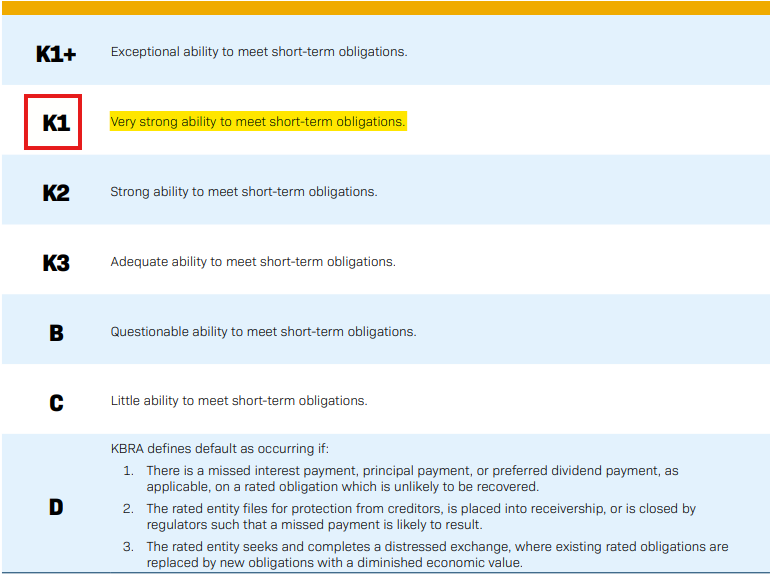 K1+ Exceptional ability to meet short-term obligations.
K1 Very strong ability to meet short-term obligations.
K2 Strong ability to meet short-term obligations.
K3 Adequate ability to meet short-term obligations.
B Questionable ability to meet short-term obligations.
C Little ability to meet short-term obligations.
D
KBRA defines default as occurring if:
1. There is a missed interest payment, principal payment, or preferred dividend payment, as
applicable, on a rated obligation which is unlikely to be recovered.
2. The rated entity files for protection from creditors, is placed into receivership, or is closed by
regulators such that a missed payment is likely to result.
3. The rated entity seeks and completes a distressed exchange, where existing rated obligations are
replaced by new obligations with a diminished economic value.